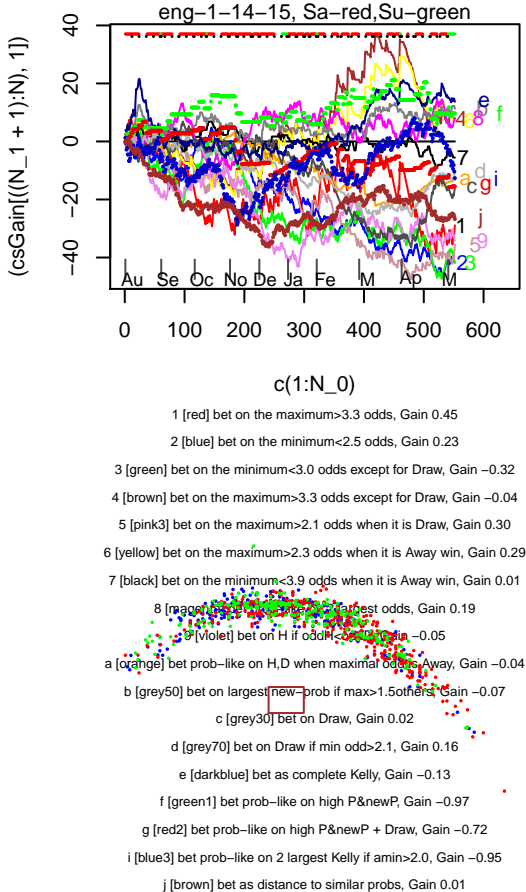 eng−1−14−15, Sa−red,Su−green
(csGain[((N_1 + 1):N), 1])
40
20
0
−20
−40
e
f
4 6 8
7
d
a c g i
j
1
9
5
2 3
Au Se Oc No De Ja Fe M Ap M
0 100 200 300 400 500 600
c(1:N_0)
1 [red] bet on the maximum>3.3 odds, Gain 0.45
2 [blue] bet on the minimum<2.5 odds, Gain 0.23
3 [green] bet on the minimum<3.0 odds except for Draw, Gain −0.32
4 [brown] bet on the maximum>3.3 odds except for Draw, Gain −0.04
5 [pink3] bet on the maximum>2.1 odds when it is Draw, Gain 0.30
6 [yellow] bet on the maximum>2.3 odds when it is Away win, Gain 0.29
7 [black] bet on the minimum<3.9 odds when it is Away win, Gain 0.01
8 [magenta] largest odds, Gain 0.19
9 [violet] bet on H if Gain −0.05
a [orange] bet prob−like on H,D when maximal odds Away, Gain −0.04
b [grey50] bet on largest new−prob if max>1.5others, Gain −0.07
c [grey30] bet on Draw, Gain 0.02
d [grey70] bet on Draw if min odd>2.1, Gain 0.16
e [darkblue] bet as complete Kelly, Gain −0.13
f [green1] bet prob−like on high P&newP, Gain −0.97
g [red2] bet prob−like on high P&newP + Draw, Gain −0.72
i [blue3] bet prob−like on 2 largest Kelly if amin>2.0, Gain −0.95
j [brown] bet as distance to similar probs, Gain 0.01